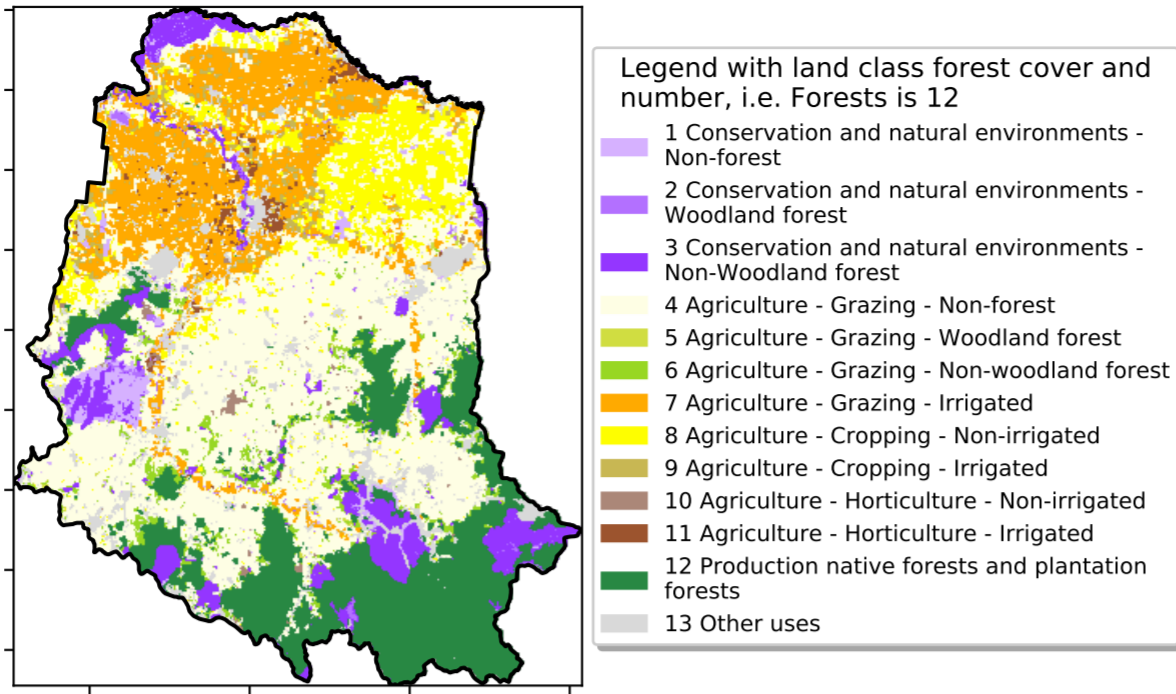 Legend with land class forest cover and
number, i.e. Forests is 12
1 Conservation and natural environments -
Non-forest
2 Conservation and natural environments -
Woodland forest
3 Conservation and natural environments -
Non-Woodland forest
4 Agriculture - Grazing - Non-forest
5 Agriculture - Grazing - Woodland forest
6 Agriculture - Grazing - Non-woodland forest
7 Agriculture - Grazing - Irrigated
8 Agriculture - Cropping - Non-irrigated
9 Agriculture - Cropping - Irrigated
10 Agriculture - Horticulture - Non-irrigated
11 Agriculture - Horticulture - Irrigated
12 Production native forests and plantation
forests
13 Other uses